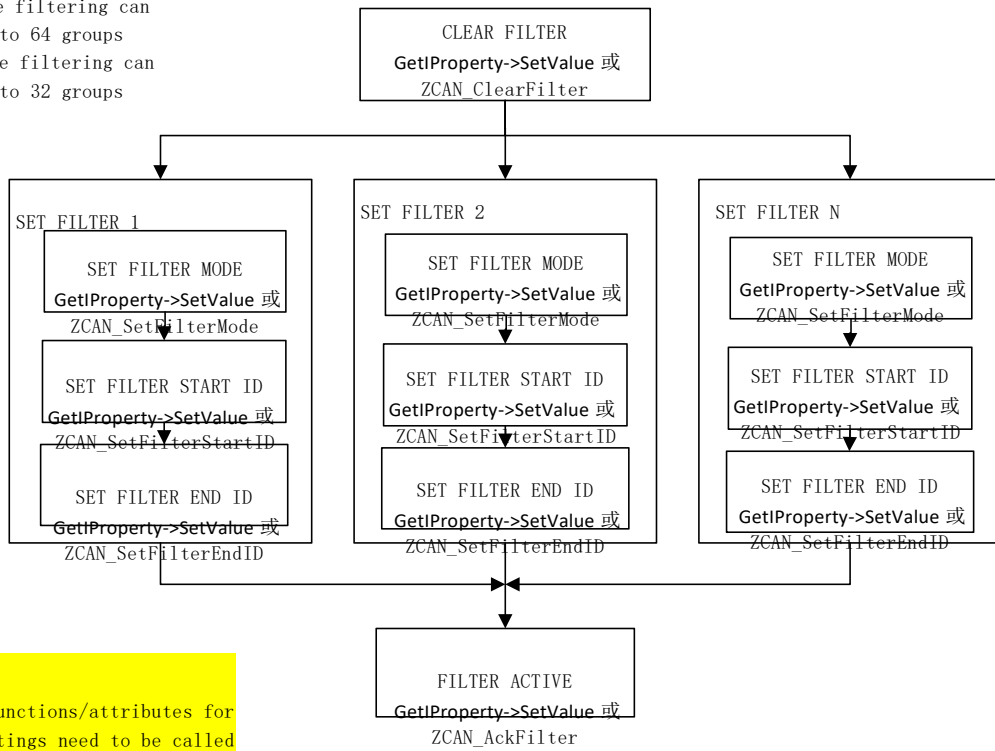 filtering can
to 64 groups
filtering can
to 32 groups
CLEAR FILTER
GetIProperty->SetValue 或
ZCAN_ClearFilter
SET FILTER 1
SET FILTER MODE
GetIProperty->SetValue 或
ZCAN_SetFilterMode
SET FILTER START ID
GetIProperty->SetValue 或
ZCAN_SetFilterStartID
SET FILTER END ID
GetIProperty->SetValue 或
ZCAN_SetFilterEndID
SET FILTER 2
SET FILTER MODE
GetIProperty->SetValue 或
ZCAN_SetFilterMode
SET FILTER START ID
GetIProperty->SetValue 或
ZCAN_SetFilterStartID
SET FILTER END ID
GetIProperty->SetValue 或
ZCAN_SetFilterEndID
SET FILTER N
SET FILTER MODE
GetIProperty->SetValue 或
ZCAN_SetFilterMode
SET FILTER START ID
GetIProperty->SetValue 或
ZCAN_SetFilterStartID
SET FILTER END ID
GetIProperty->SetValue 或
ZCAN_SetFilterEndID
FILTER ACTIVE
GetIProperty->SetValue 或
ZCAN_AckFilter
unctions/attributes for
tings need to be called